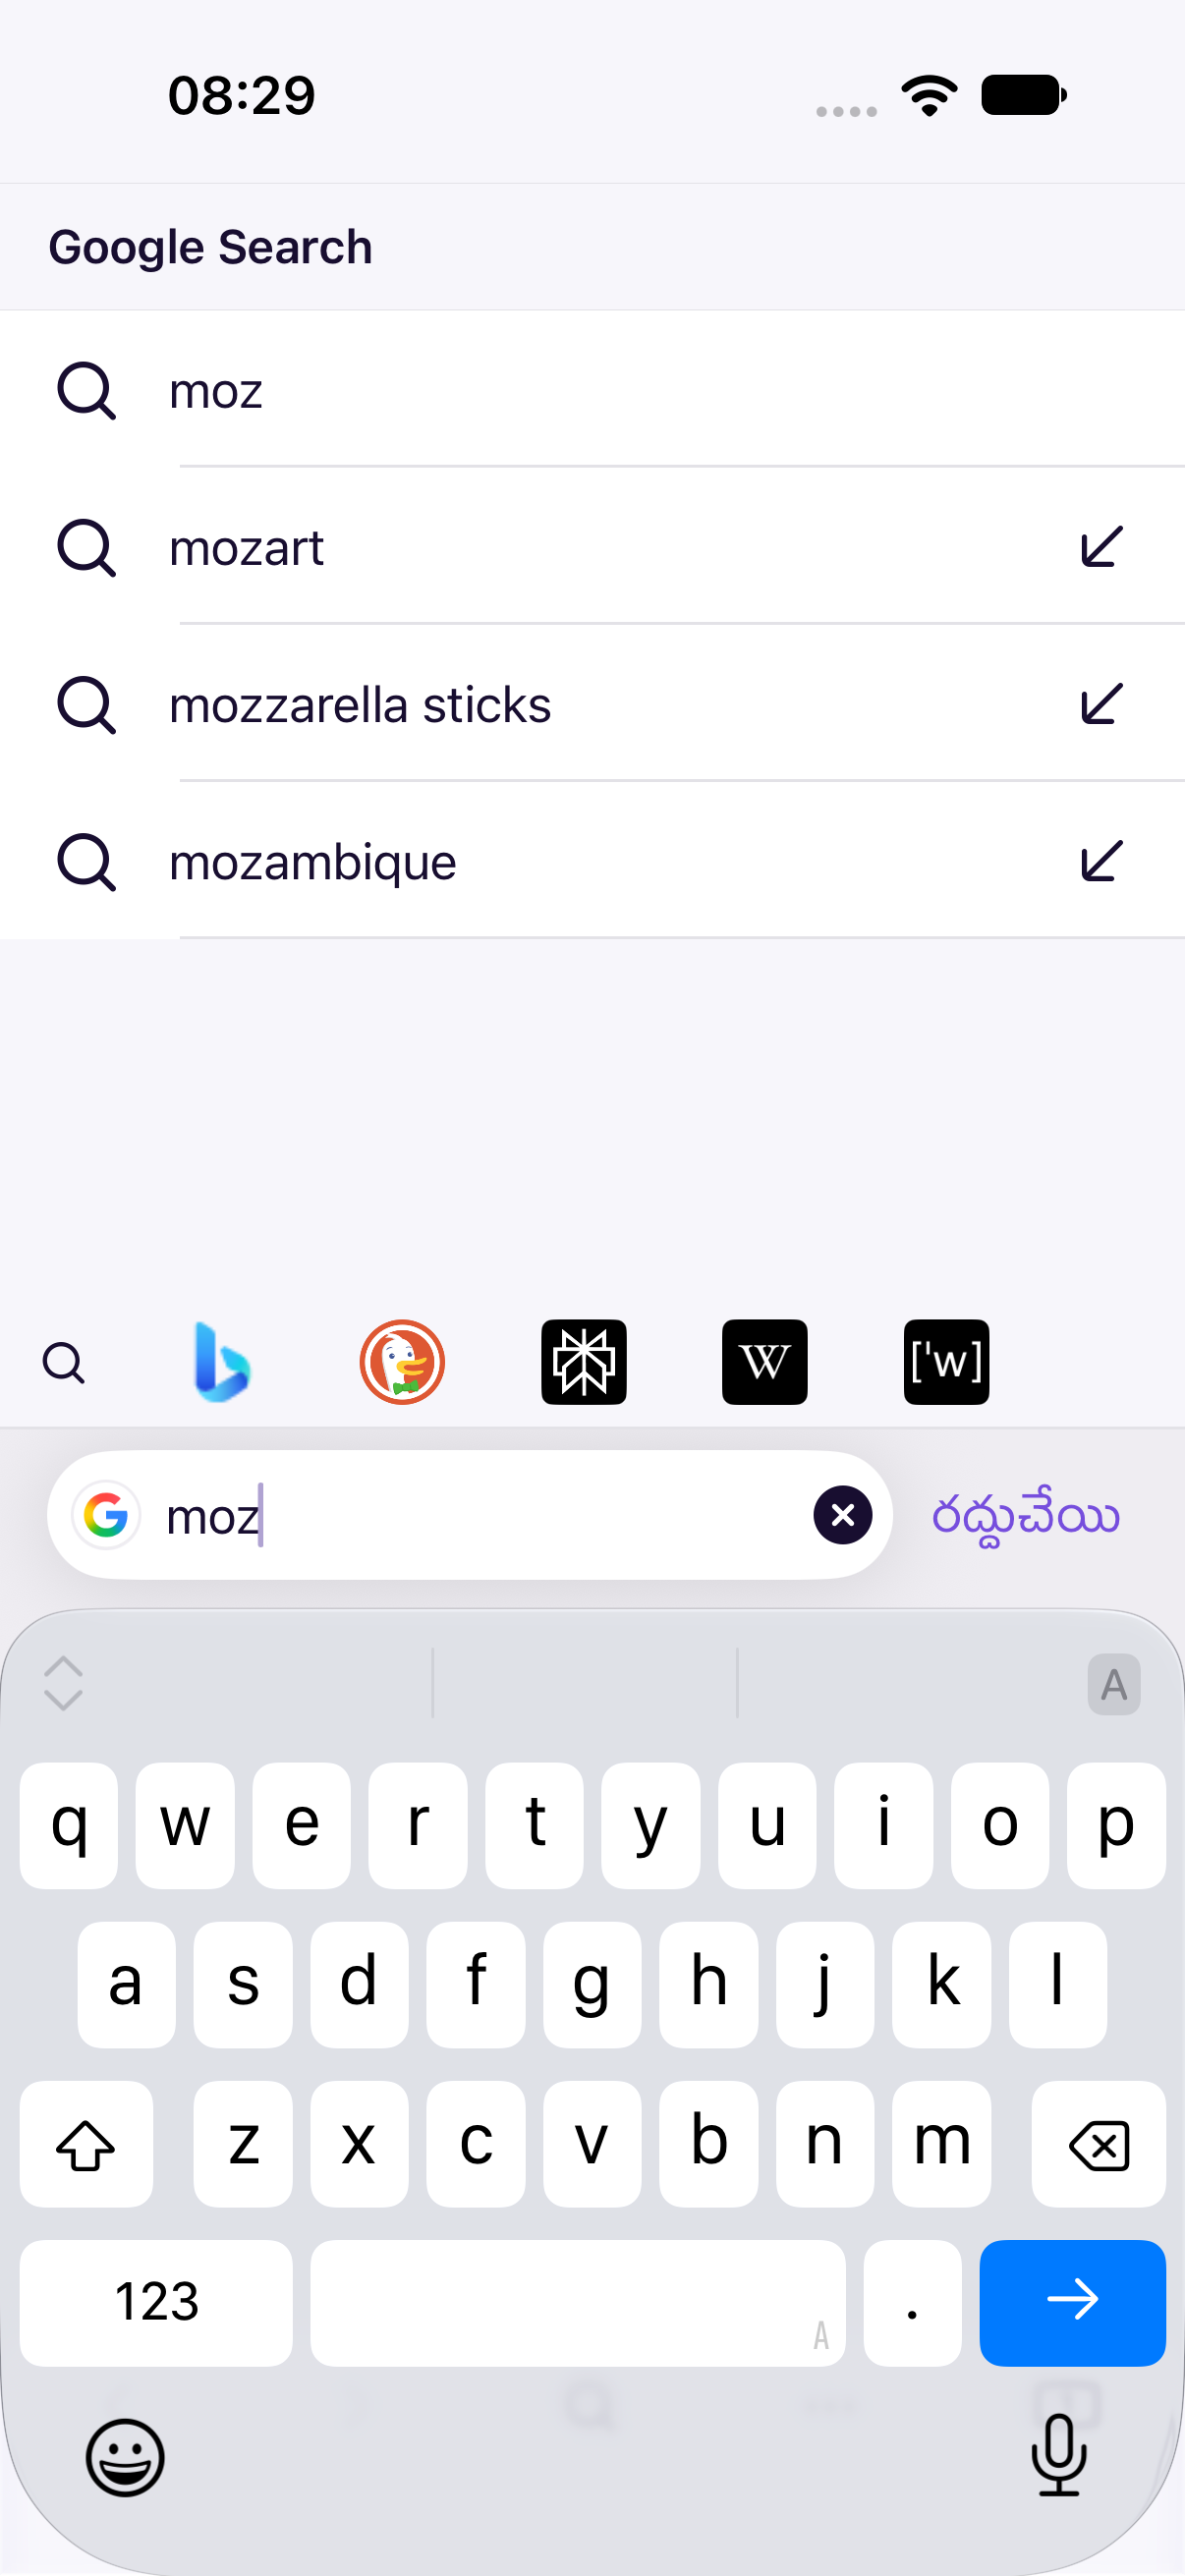 08:29
Google Search
moz
mozart
mozzarella sticks
mozambique
W
['w]
moz
రద్దుచేయి
A
q w e r t y u i o p
a s d f g h j k l
z x c v b n m
123
A
.